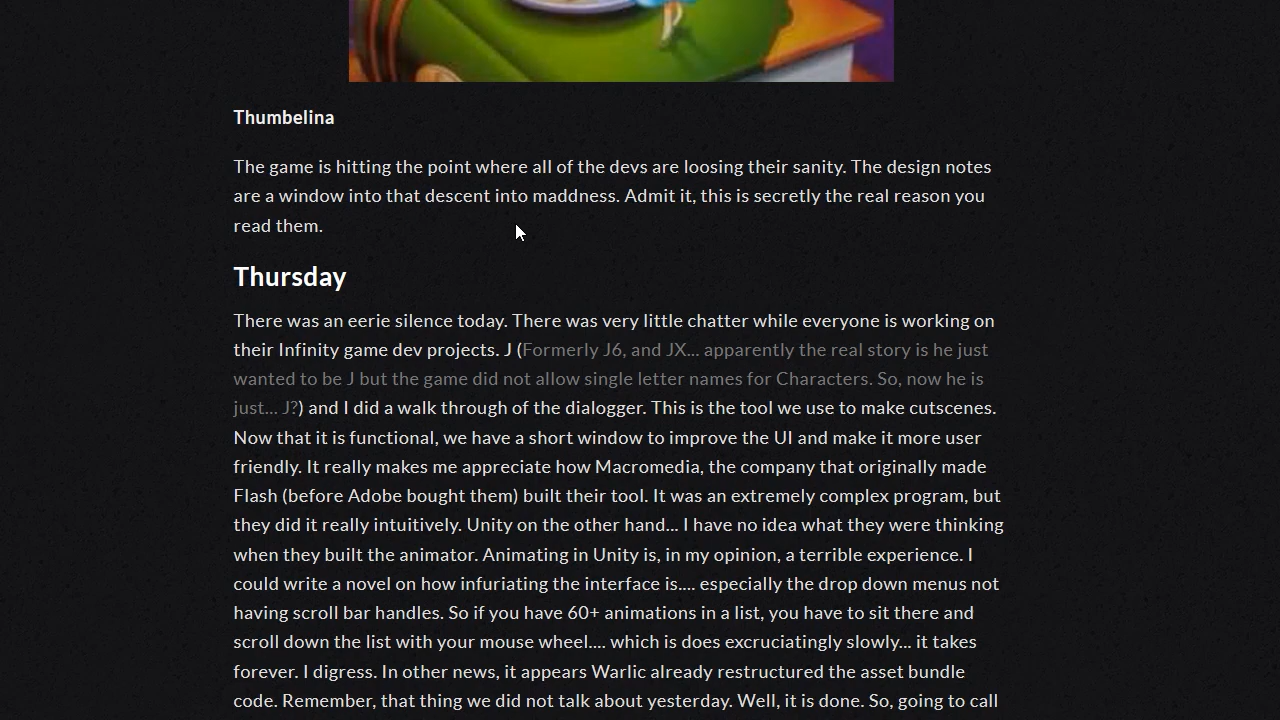 Thumbelina
The game is hitting the point where all of the devs are loosing their sanity. The design notes
are a window into that descent into maddness. Admit it, this is secretly the real reason you
read them.
Thursday
There was an eerie silence today. There was very little chatter while everyone is working on
their Infinity game dev projects. J (Formerly J6, and JX... apparently the real story is he just
wanted to be J but the game did not allow single letter names for Characters. So, now he is
just... J?) and I did a walk through of the dialogger. This is the tool we use to make cutscenes.
Now that it is functional, we have a short window to improve the UI and make it more user
friendly. It really makes me appreciate how Macromedia, the company that originally made
Flash (before Adobe bought them) built their tool. It was an extremely complex program, but
they did it really intuitively. Unity on the other hand... I have no idea what they were thinking
when they built the animator. Animating in Unity is, in my opinion, a terrible experience. I
could write a novel on how infuriating the interface is.... especially the drop down menus not
having scroll bar handles. So if you have 60+ animations in a list, you have to sit there and
scroll down the list with your mouse wheel.... which is does excruciatingly slowly... it takes
forever. I digress. In other news, it appears Warlic already restructured the asset bundle
code. Remember, that thing we did not talk about yesterday. Well, it is done. So, going to call